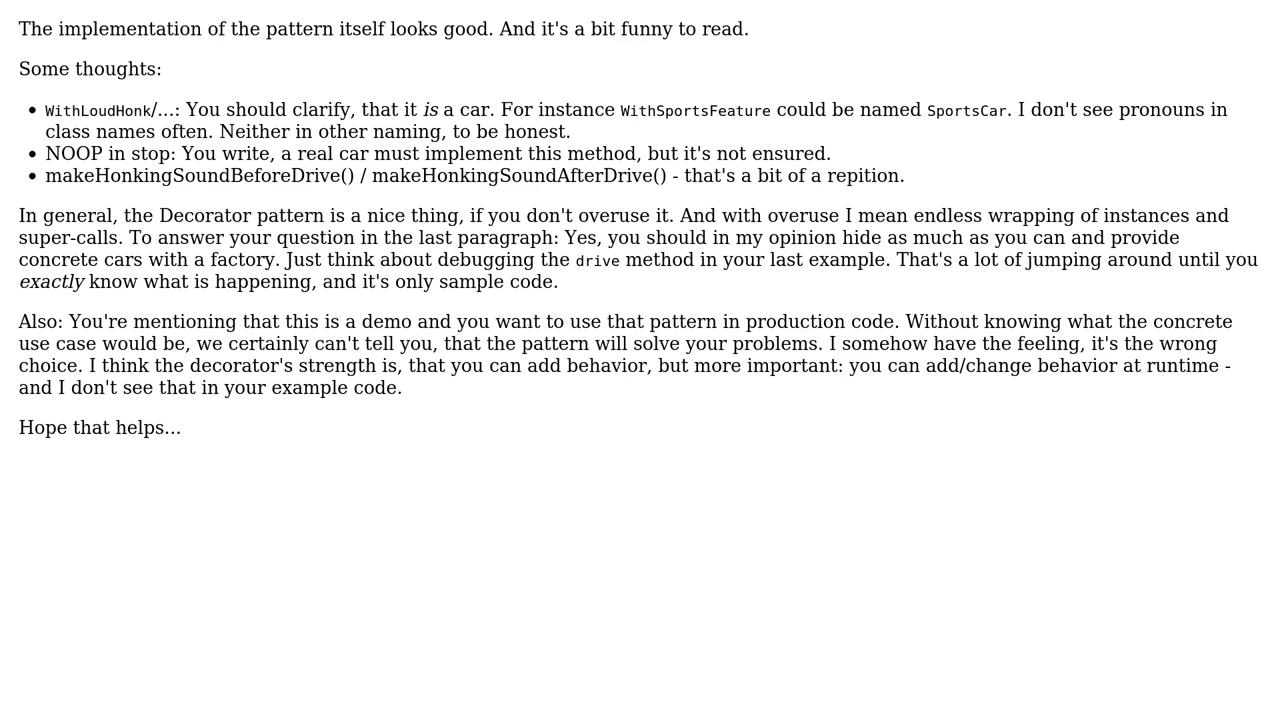 The implementation of the pattern itself looks good. And it's a bit funny to read.
Some thoughts:
• WithLoudHonk/...: You should clarify, that it is a car. For instance WithSportsFeature could be named SportsCar. I don't see pronouns in
class names often. Neither in other naming, to be honest.
• NOOP in stop: You write, a real car must implement this method, but it's not ensured.
• makeHonkingSoundBeforeDrive() / makeHonkingSoundAfterDrive() - that's a bit of a repition.
In general, the Decorator pattern is a nice thing, if you don't overuse it. And with overuse I mean endless wrapping of instances and
super-calls. To answer your question in the last paragraph: Yes, you should in my opinion hide as much as you can and provide
concrete cars with a factory. Just think about debugging the drive method in your last example. That's a lot of jumping around until you
exactly know what is happening, and it's only sample code.
Also: You're mentioning that this is a demo and you want to use that pattern in production code. Without knowing what the concrete
use case would be, we certainly can't tell you, that the pattern will solve your problems. I somehow have the feeling, it's the wrong
choice. I think the decorator's strength is, that you can add behavior, but more important: you can add/change behavior at runtime -
and I don't see that in your example code.
Hope that helps...